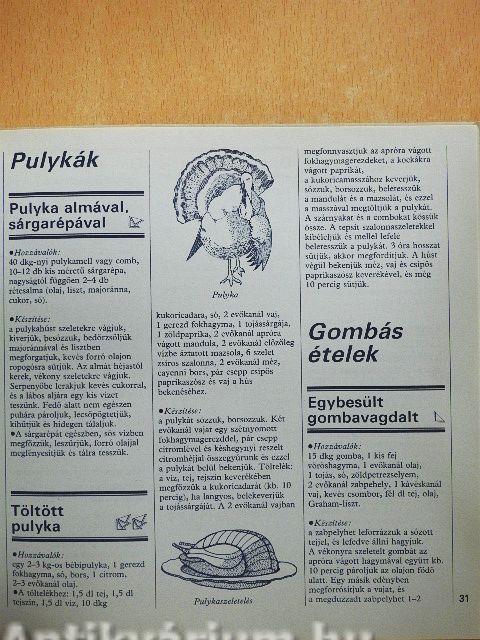 Pulykák
Pulyka almával,
sárgarépával
●Hozzávalók:
40 dkg-nyi pulykamell vagy comb,
10–12 db kis méretű sárgarépa,
nagyságtól függően 2–4 db
rétesalma (olaj, liszt, majoránna,
cukor, só).
●Készítése:
a pulykahúst szeletekre vágjuk,
kiverjük, besózzuk, bedörzsöljük
majoránnával és lisztben
megforgatjuk, kevés forró olajon
ropogósra sütjük. Az almát héjastól
kerek, vékony szeletekre vágjuk.
Serpenyőbe lerakjuk kevés cukorral,
és a lábos aljára egy kis vizet
teszünk. Fedő alatt nem egészen
puhára pároljuk, lecsöpögtetjük,
kihűtjük és hidegen tálaljuk.
●A sárgarépát egészben, sós vízben
megfőzzük, leszűrjük, forró olajjal
megfényesítjük és tálra tesszük.
Töltött
pulyka
●Hozzávalók:
egy 2–3 kg-os bébipulyka, 1 gerezd
fokhagyma, só, bors, 1 citrom,
2–3 evőkanál olaj.
●A töltelékhez: 1,5 dl tej, 1,5 dl
tejszín, 1,5 dl víz, 10 dkg
Pulyka
kukoricadara, só, 2 evőkanál vaj,
1 gerezd fokhagyma, 1 tojássárgája,
1 zöldpaprika, 2 evőkanál apróra
vágott mandula, 2 evőkanál előzőleg
vízbe áztatott mazsola, 6 szelet
zsíros szalonna, 2 evőkanál méz,
cayenni bors, pár csepp csípős
paprikaszósz és vaj a hús
bekenéséhez.
●Készítése:
a pulykát sózzuk, borsozzuk. Két
evőkanál vajat egy szétnyomott
fokhagymagerezddel, pár csepp
citromlével és késhegynyi reszelt
citromhéjjal összegyúrunk és ezzel
a pulykát belül bekenjük. Töltelék:
a víz, tej, tejszín keverékében
megfőzzük a kukoricadarát (kb. 10
percig), ha langyos, belekeverjük
a tojássárgáját. A 2 evőkanál vajban
Pulykaszeletelés
megfonnyasztjuk az apróra vágott
fokhagymagerezdeket, a kockákra
vágott paprikát,
a kukoricamasszához keverjük,
sózzuk, borsozzuk, beleresszük
a mandulát és a mazsolát, és ezzel
a masszával megtöltjük a pulykát.
A szárnyakat és a combokat kössük
össze. A tepsit szalonnaszeletekkel
kibéleljük és mellel lefelé
beleresszük a pulykát. 3 óra hosszat
sütjük, akkor megfordítjuk. A húst
végül bekenjük méz, vaj és csípős
paprikaszósz keverékével, és még
10 percig sütjük.
Gombás
ételek
Egybesült
gombavagdalt
●Hozzávalók:
15 dkg gomba, 1 kis fej
vöröshagyma, 1 evőkanál olaj,
1 tojás, só, zöldpetrezselyem,
2 evőkanál zabpehely, 1 kávéskanál
vaj, kevés csombor, fél dl tej, olaj,
Graham-liszt.
●Készítése:
a zabpelyhet leforrázzuk a sózott
tejjel, és lefedve állni hagyjuk.
A vékonyra szeletelt gombát az
apróra vágott hagymával együtt kb.
10 percig pároljuk az olajon födő
alatt. Egy másik edényben
megforrósítjuk a vajat, és
a megduzzadt zabpelyhet 1–2
31